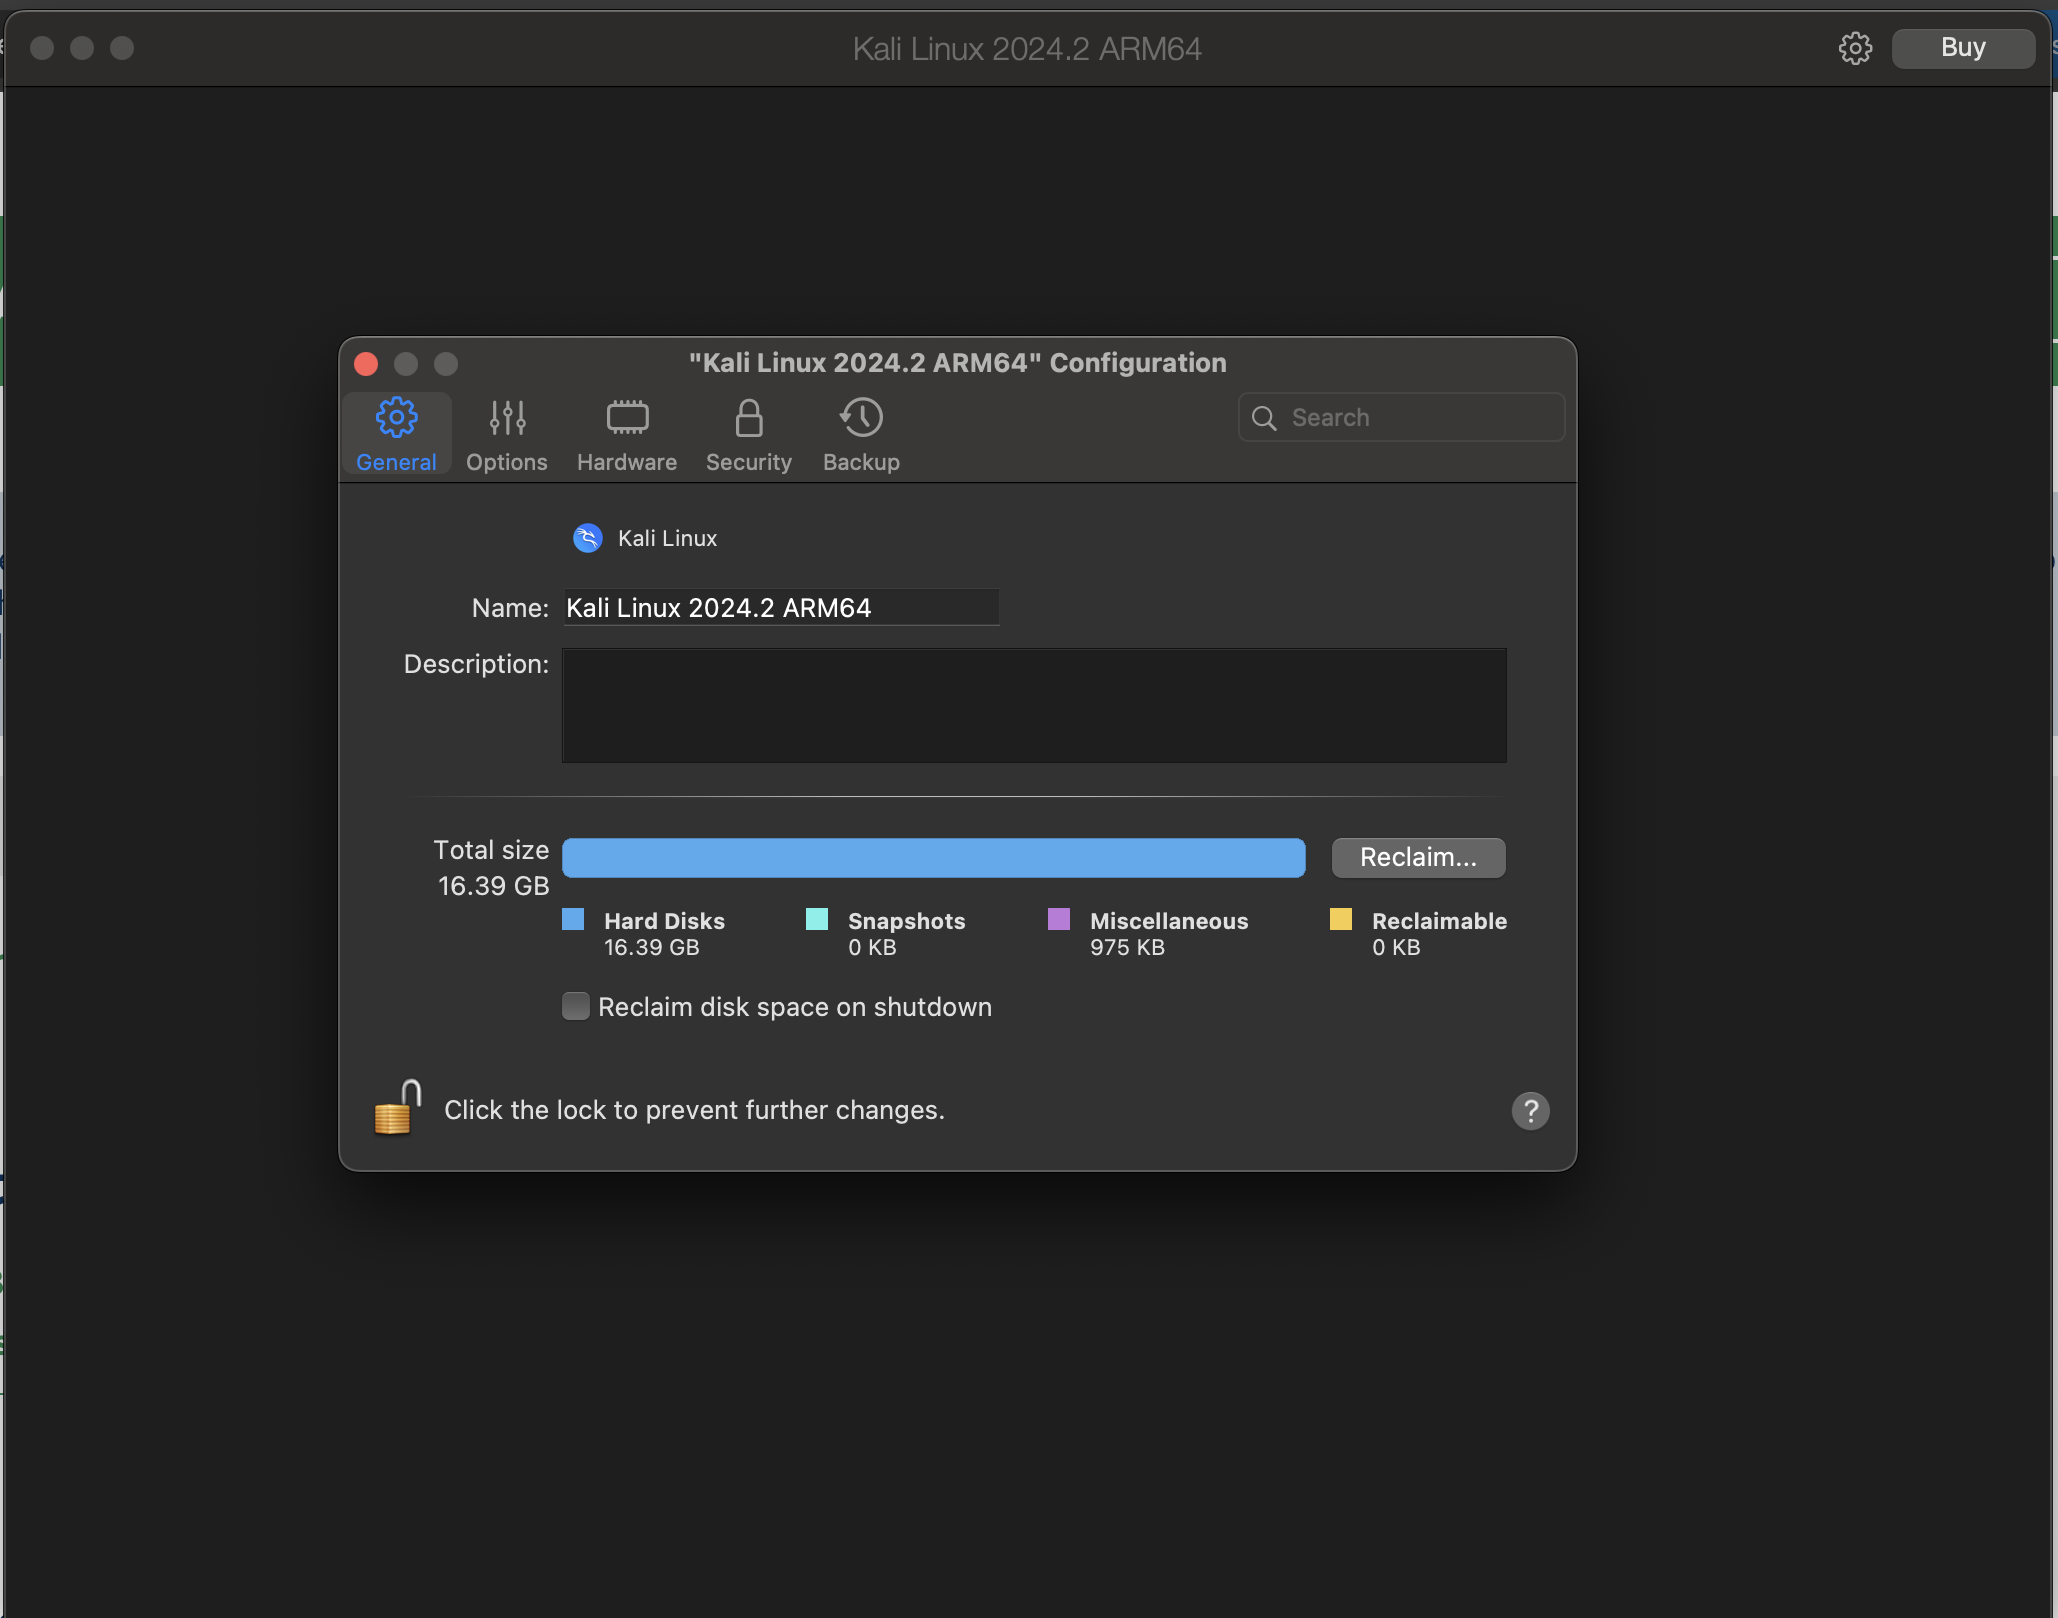 Kali Linux 2024.2 ARM64
Buy
"Kali Linux 2024.2 ARM64" Configuration
General
Options
Hardware
Security
Backup
Search
Kali Linux
Name: Kali Linux 2024.2 ARM64
Description:
Total size
16.39 GB
Reclaim...
Hard Disks
16.39 GB
Snapshots
0 KB
Miscellaneous
975 KB
Reclaimable
0 KB
Reclaim disk space on shutdown
Click the lock to prevent further changes.
?